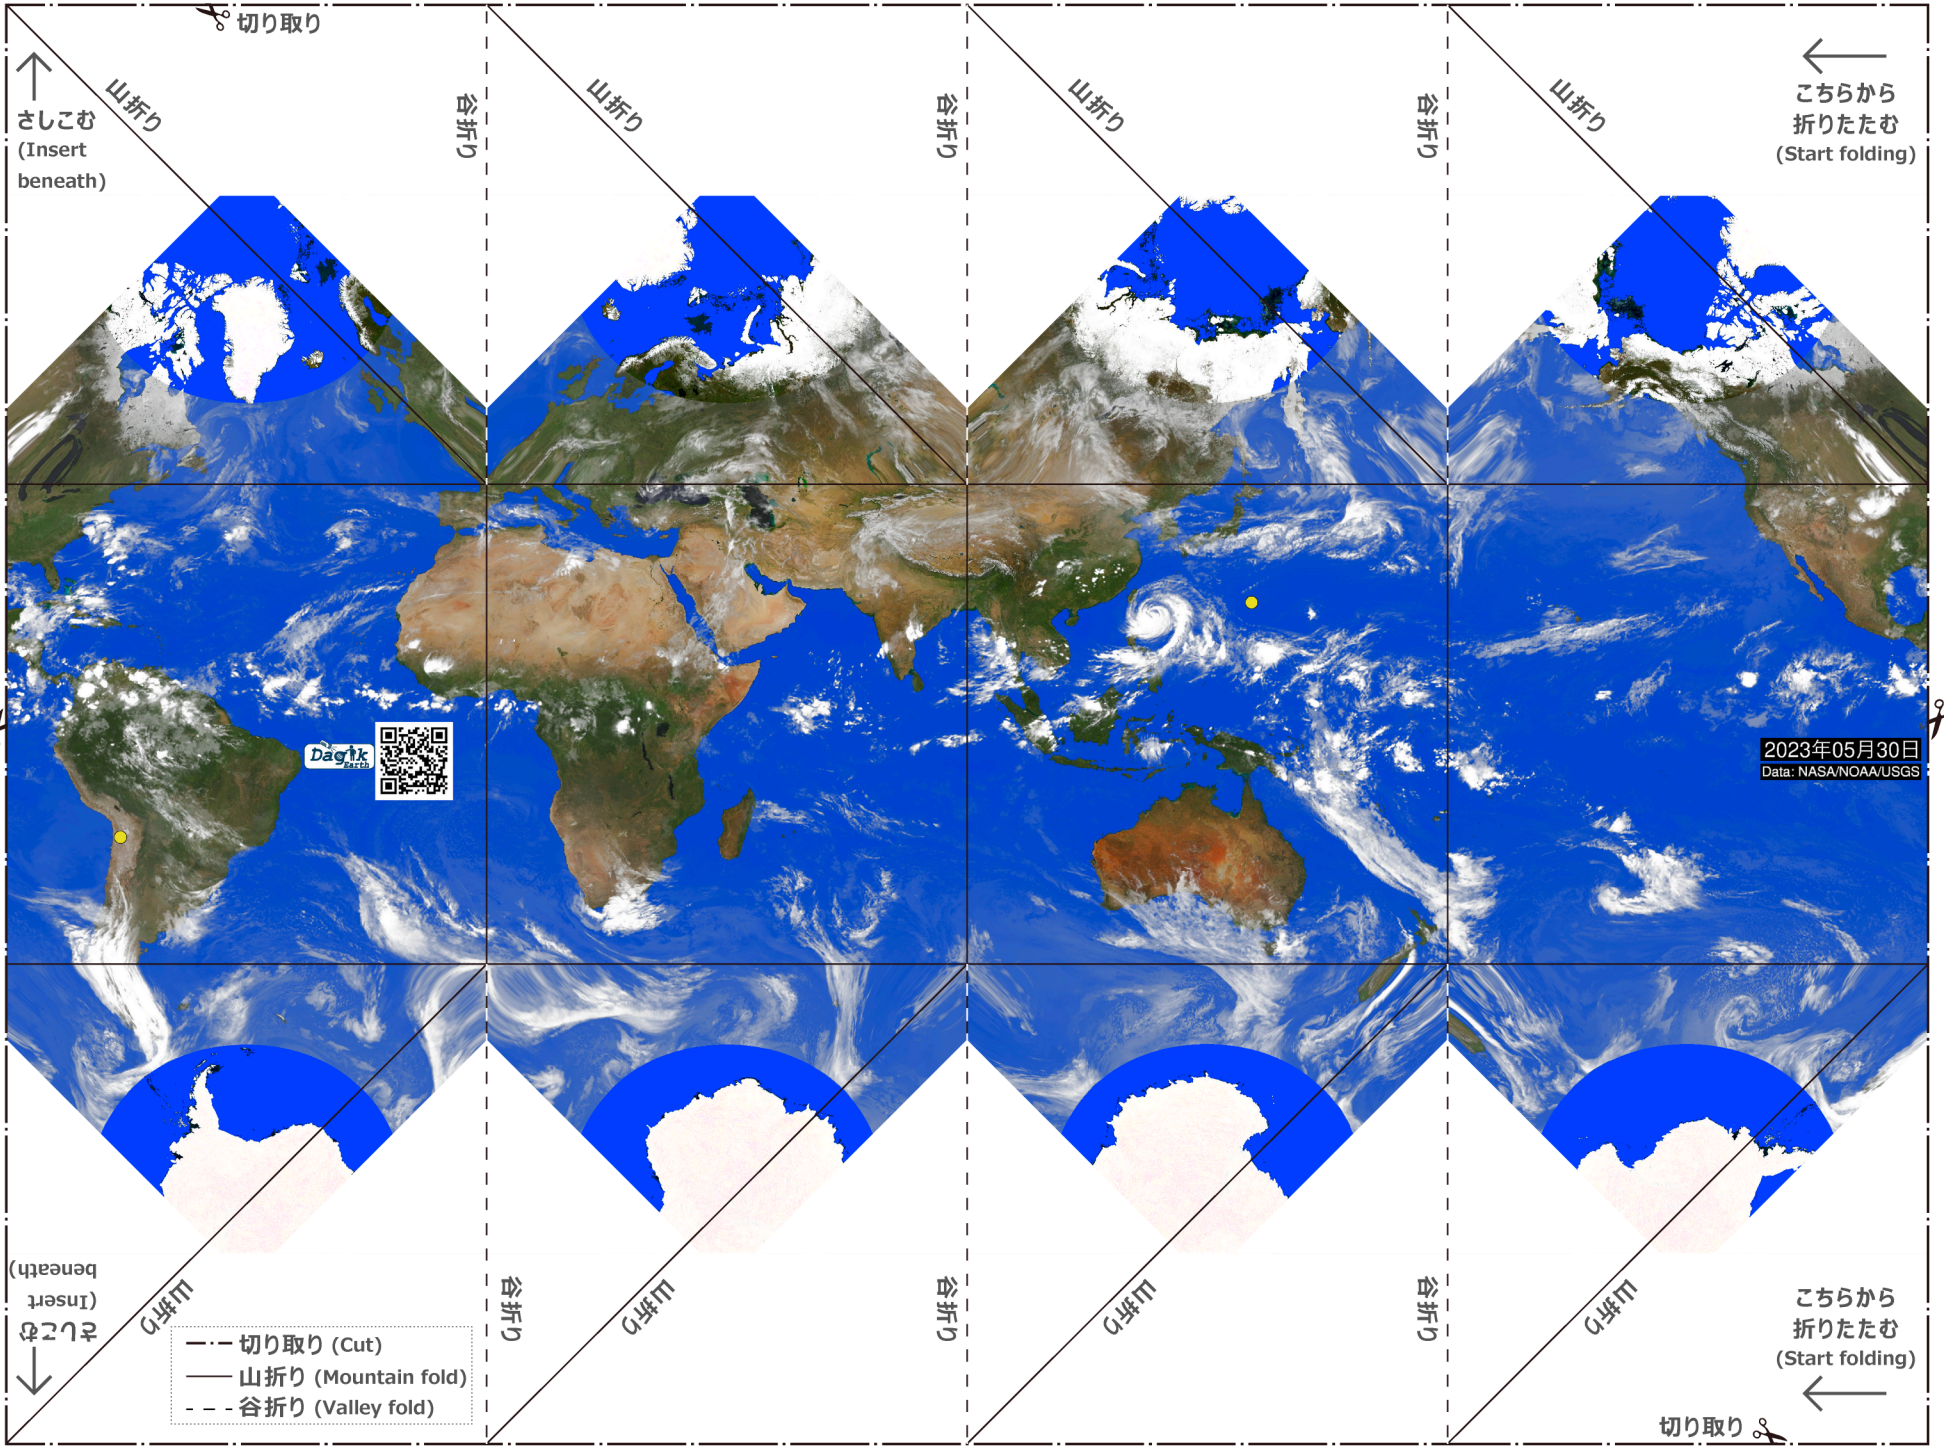 切り取り
山折り
谷折り
山折り
谷折り
山折り
谷折り
山折り
さしこむ
(Insert
beneath)
こちらから
折りたたむ
(Start folding)
Dagik
Earth
2023年05月30日
Data: NASA/NOAA/USGS
さしこむ
(Insert
beneath)
山折り
谷折り
山折り
谷折り
山折り
谷折り
山折り
切り取り (Cut)
山折り (Mountain fold)
谷折り (Valley fold)
こちらから
折りたたむ
(Start folding)
切り取り